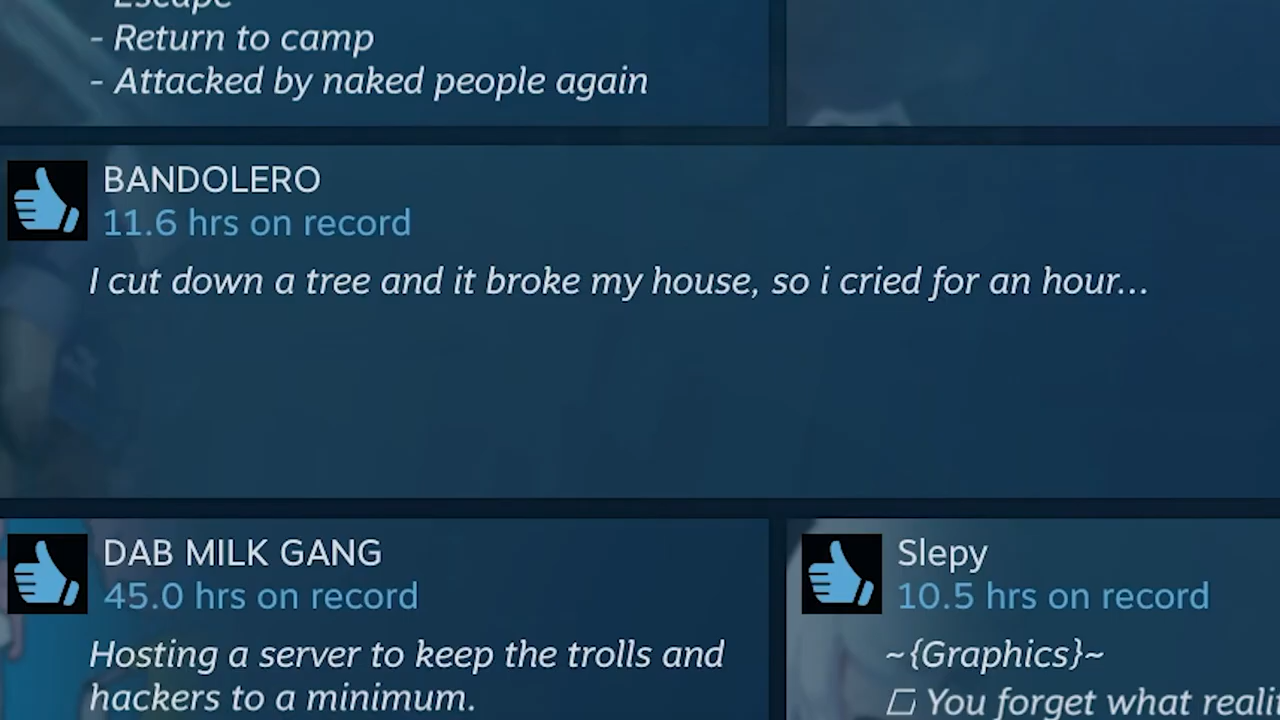 Escape
- Return to camp
- Attacked by naked people again
BANDOLERO
11.6 hrs on record
I cut down a tree and it broke my house, so i cried for an hour...
DAB MILK GANG
45.0 hrs on record
Hosting a server to keep the trolls and
hackers to a minimum.
Slepy
10.5 hrs on record
~{Graphics}~
☐ You forget what